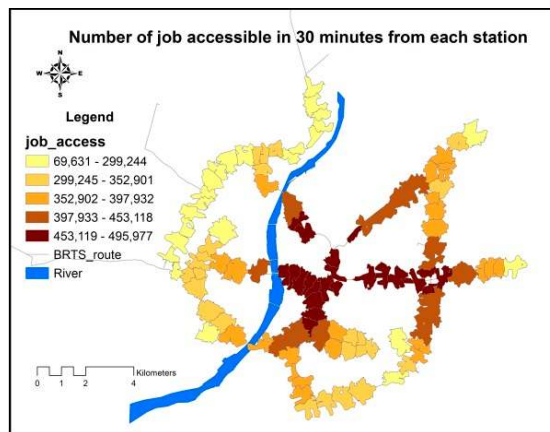 Number of job accessible in 30 minutes from each station
N
W E
S
Legend
job_access
69,631 - 299,244
299,245 - 352,901
352,902 - 397,932
397,933 - 453,118
453,119 - 495,977
BRTS_route
River
0 1 2 4
Kilometers